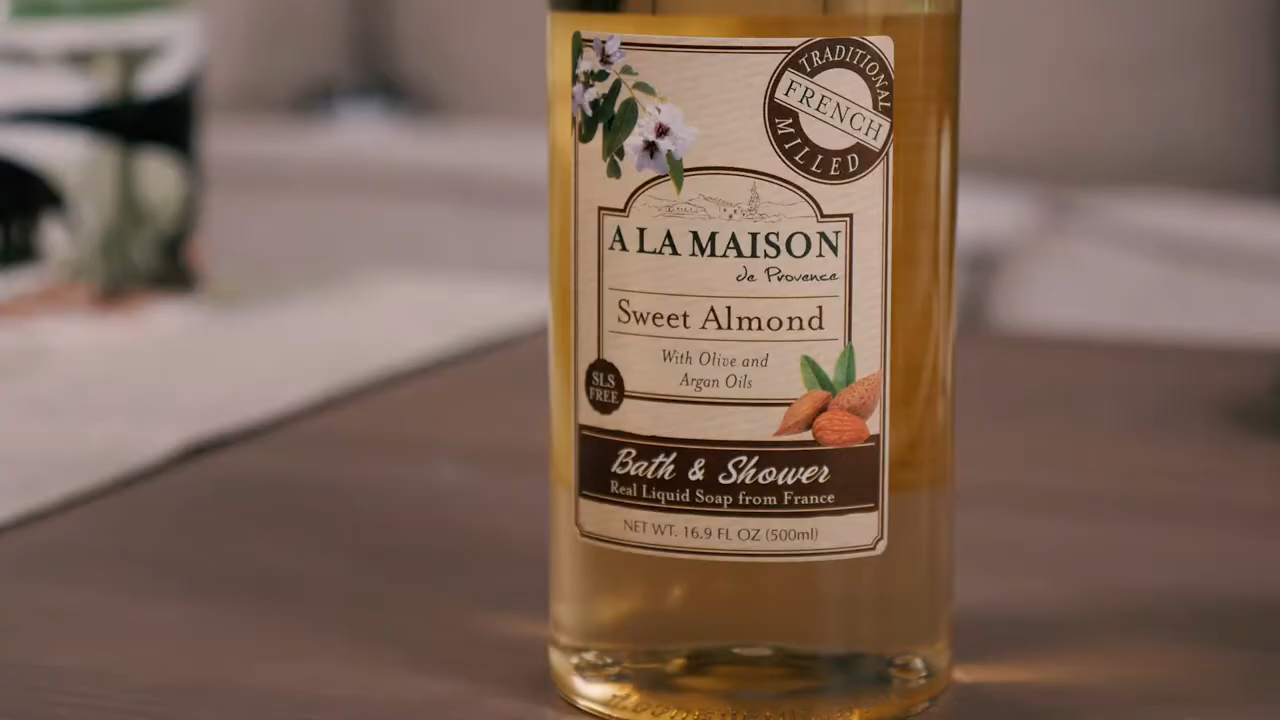 TRADITIONAL
FRENCH
MILLED
A LA MAISON
de Provence
Sweet Almond
With Olive and
Argan Oils
SLS
FREE
Bath & Shower
Real Liquid Soap from France
NET WT. 16.9 FL OZ (500ml)